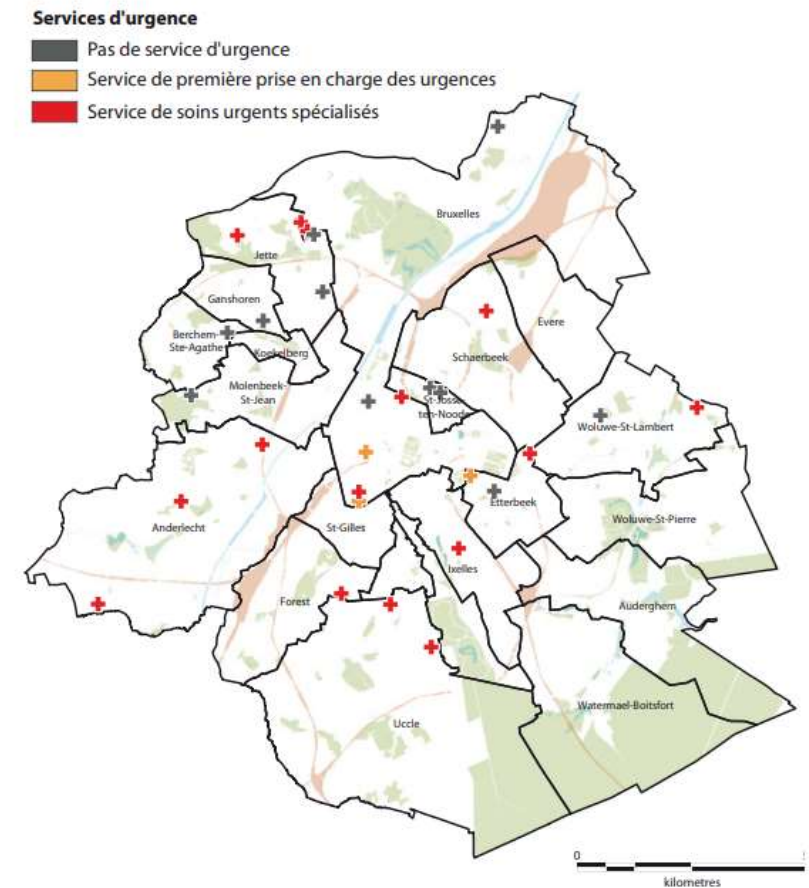 Services d'urgence
Pas de service d'urgence
Service de première prise en charge des urgences
Service de soins urgents spécialisés
Bruxelles
Jette
Ganshoren
Evere
Berchem-
Ste-Agathe
Koekelberg
Schaerbeek
Molenbeek-
St-Jean
St-Josse-
ten-Noode
Woluwe-St-Lambert
Etterbeek
Woluwe-St-Pierre
Anderlecht
St-Gilles
Ixelles
Forest
Auderghem
Watermael-Boitsfort
Uccle
0
kilometres